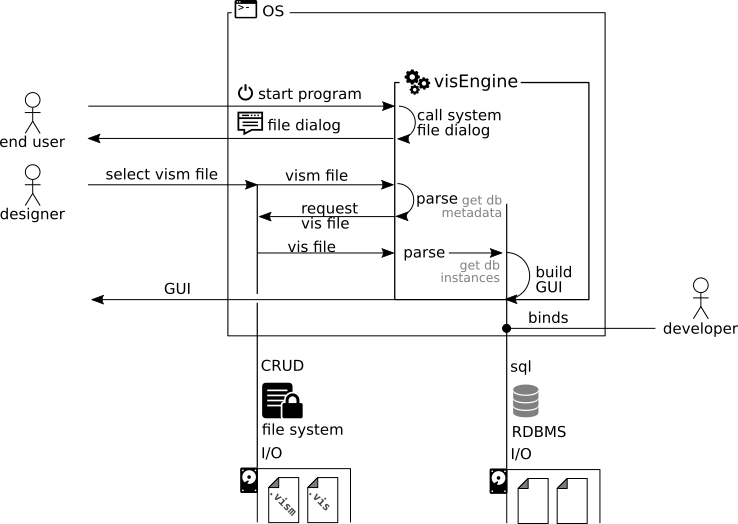 OS
visEngine
start program
call system
file dialog
file dialog
end user
select vism file
vism file
designer
parse
get db
metadata
request
vis file
vis file
parse
get db
instances
build
GUI
GUI
binds
developer
CRUD
sql
file system
RDBMS
I/O
I/O
.vism
.vis